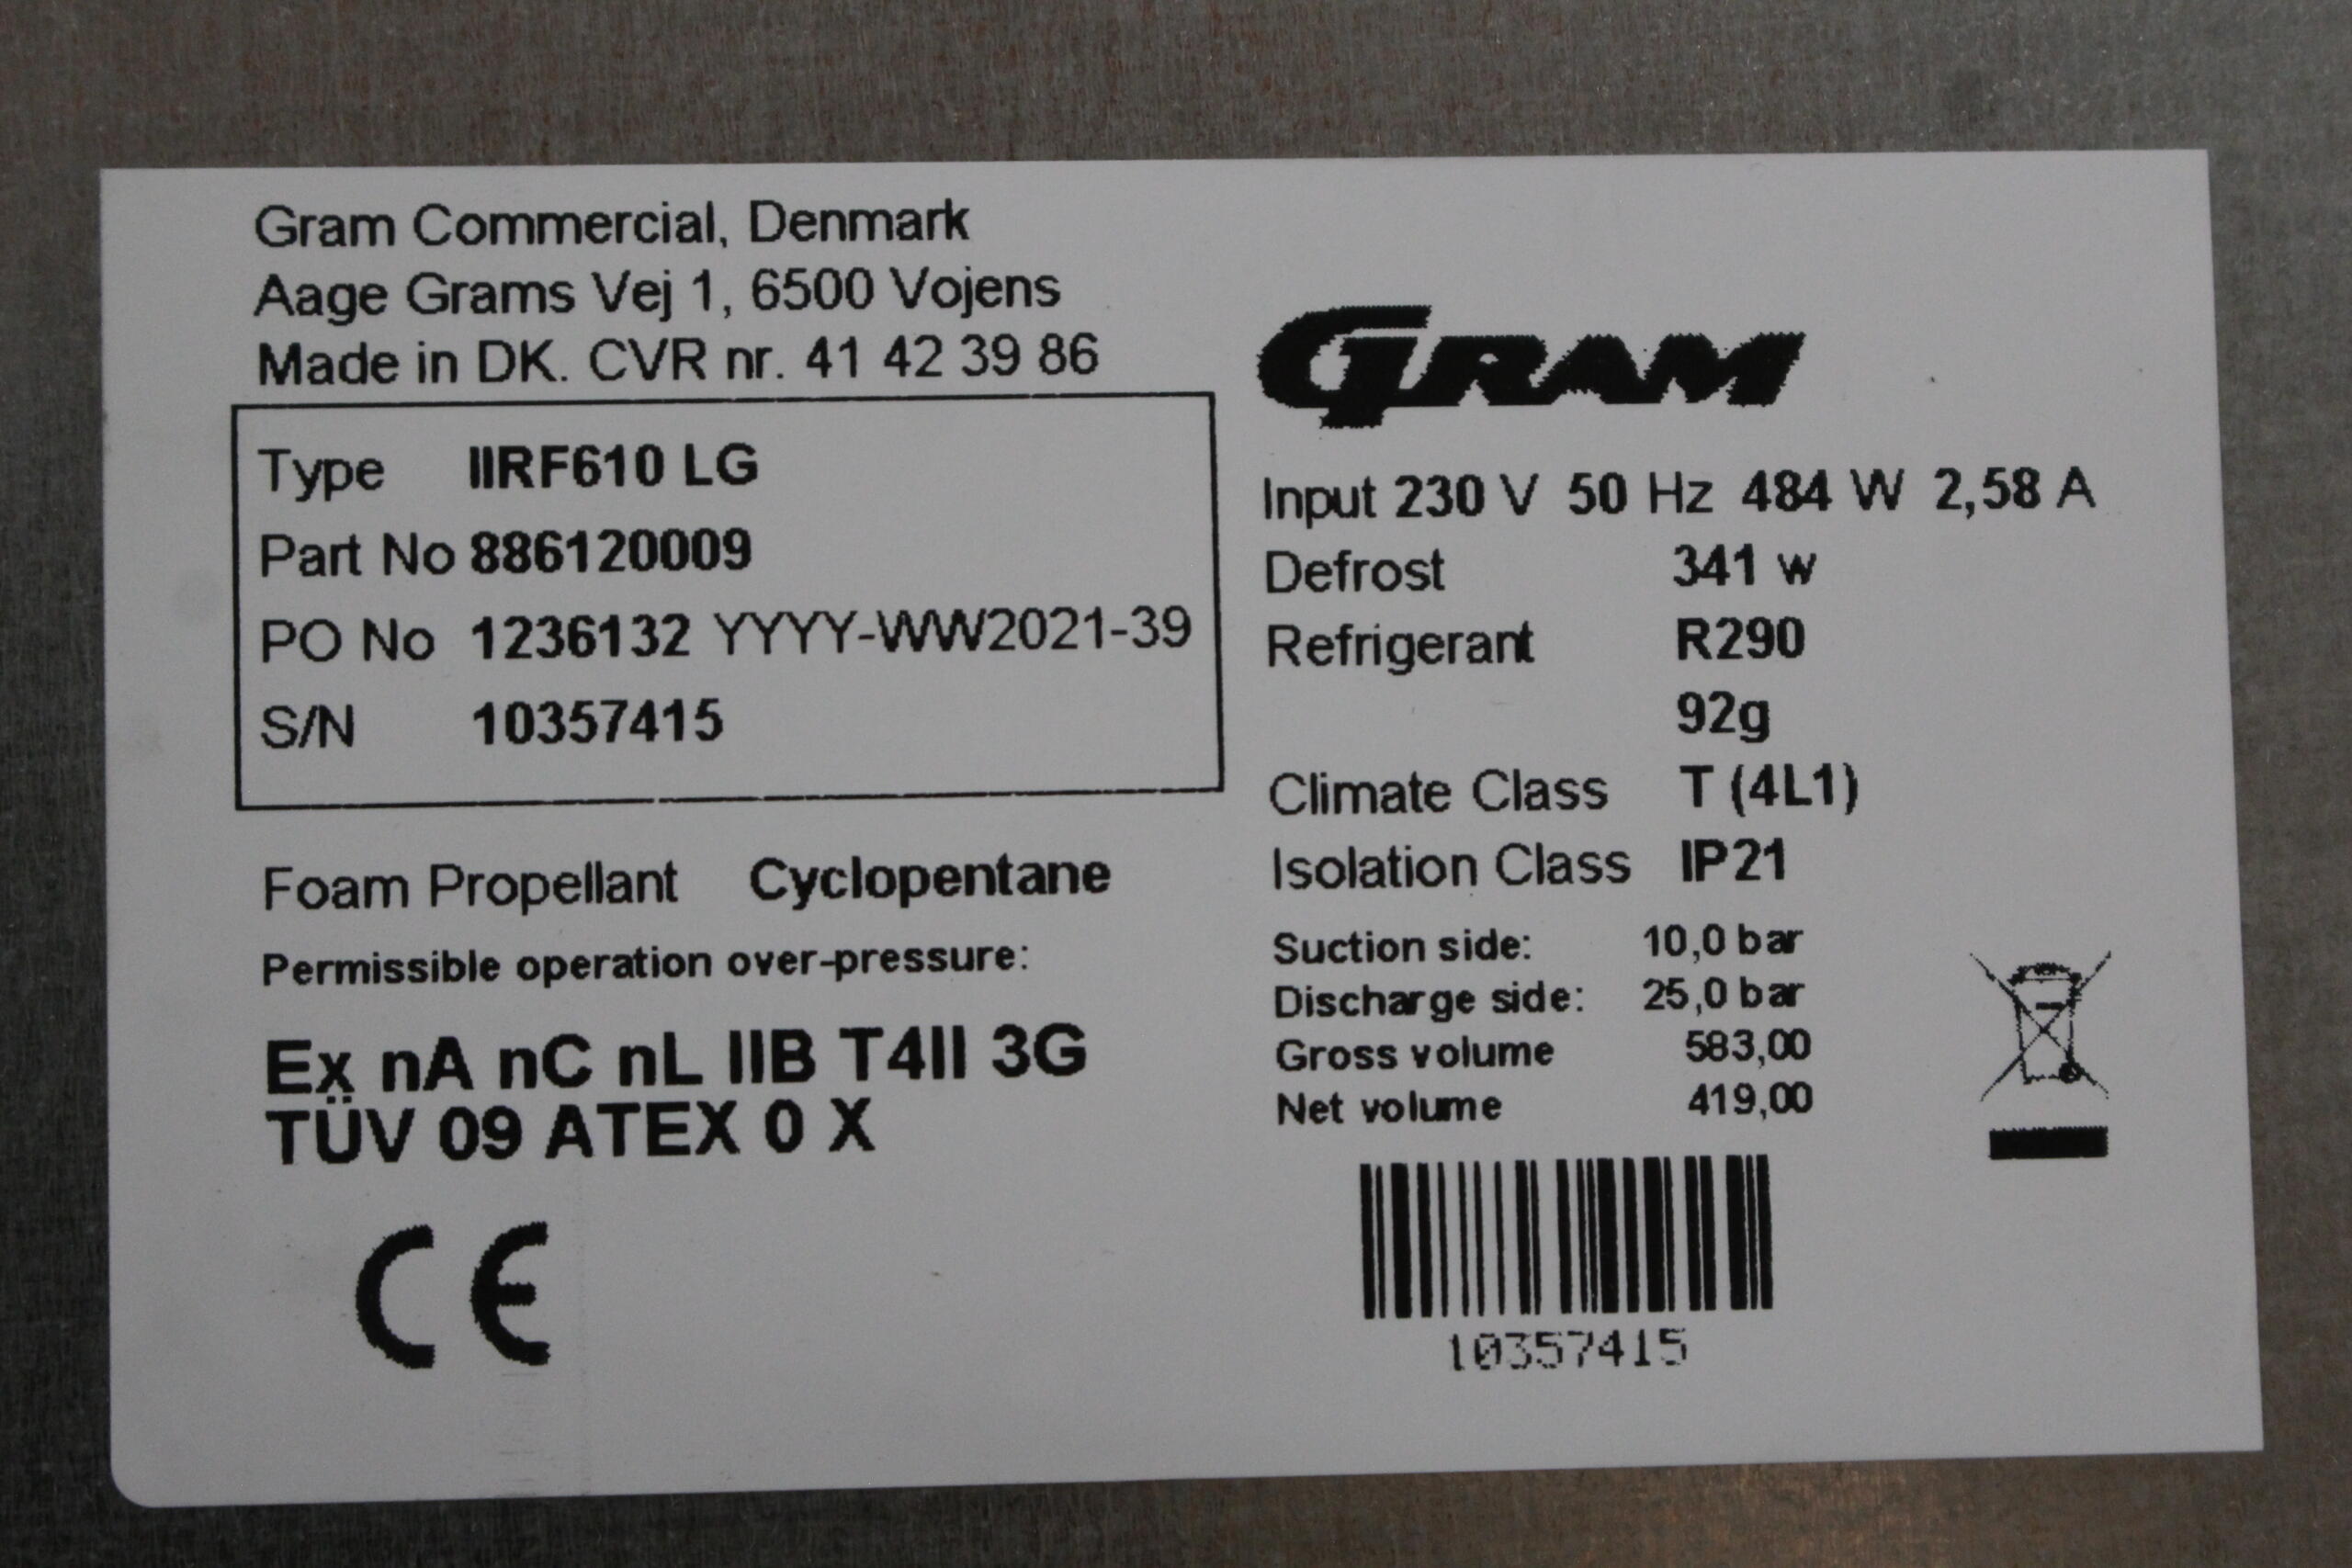 Gram Commercial, Denmark
Aage Grams Vej 1, 6500 Vojens
Made in DK. CVR nr. 41 42 39 86
Type IIRF610 LG
Part No 886120009
PO No 1236132 YYYY-WW2021-39
S/N 10357415
Foam Propellant Cyclopentane
Permissible operation over-pressure:
Ex nA nC nL IIB T4II 3G
TÜV 09 ATEX 0 X
CE
GRAM
Input 230 V 50 Hz 484 W 2,58 A
Defrost 341 w
Refrigerant R290
92g
Climate Class T (4L1)
Isolation Class IP21
Suction side: 10,0 bar
Discharge side: 25,0 bar
Gross volume 583,00
Net volume 419,00
10357415